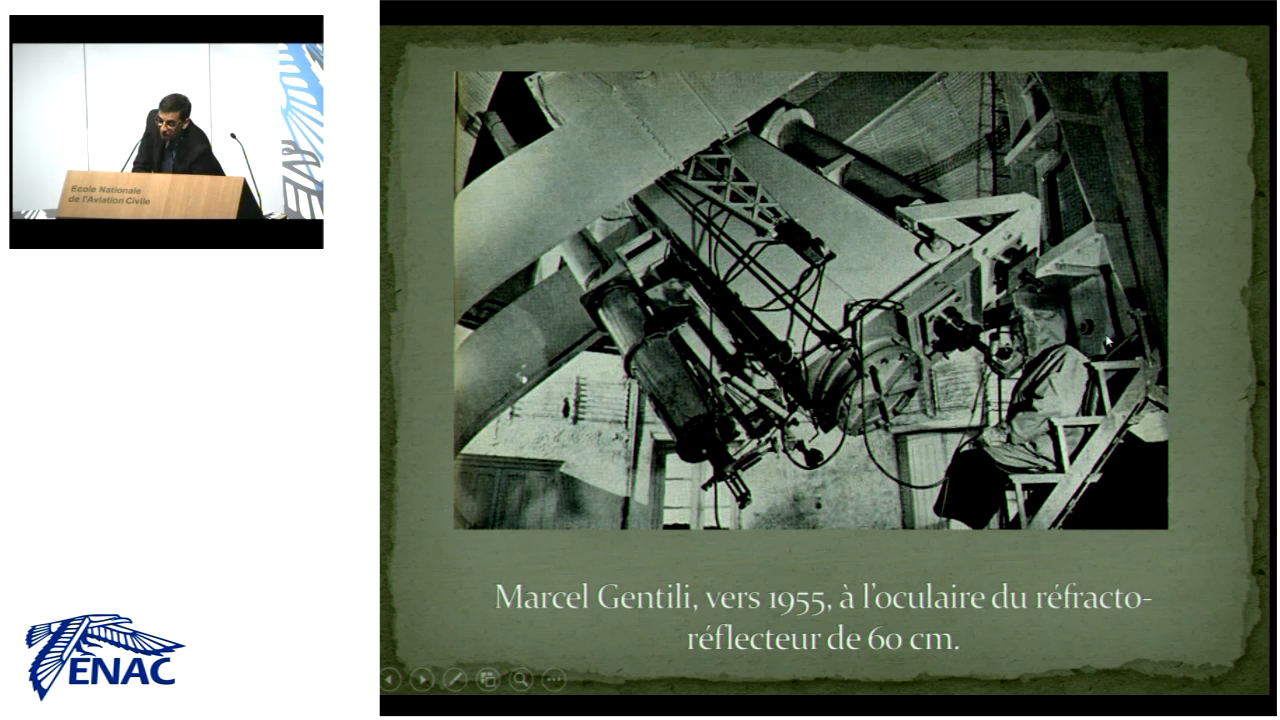 Ecole Nationale
de l'Aviation Civile
Marcel Gentili, vers 1955, à l'oculaire du réfracto-
réflecteur de 60 cm.
ENAC